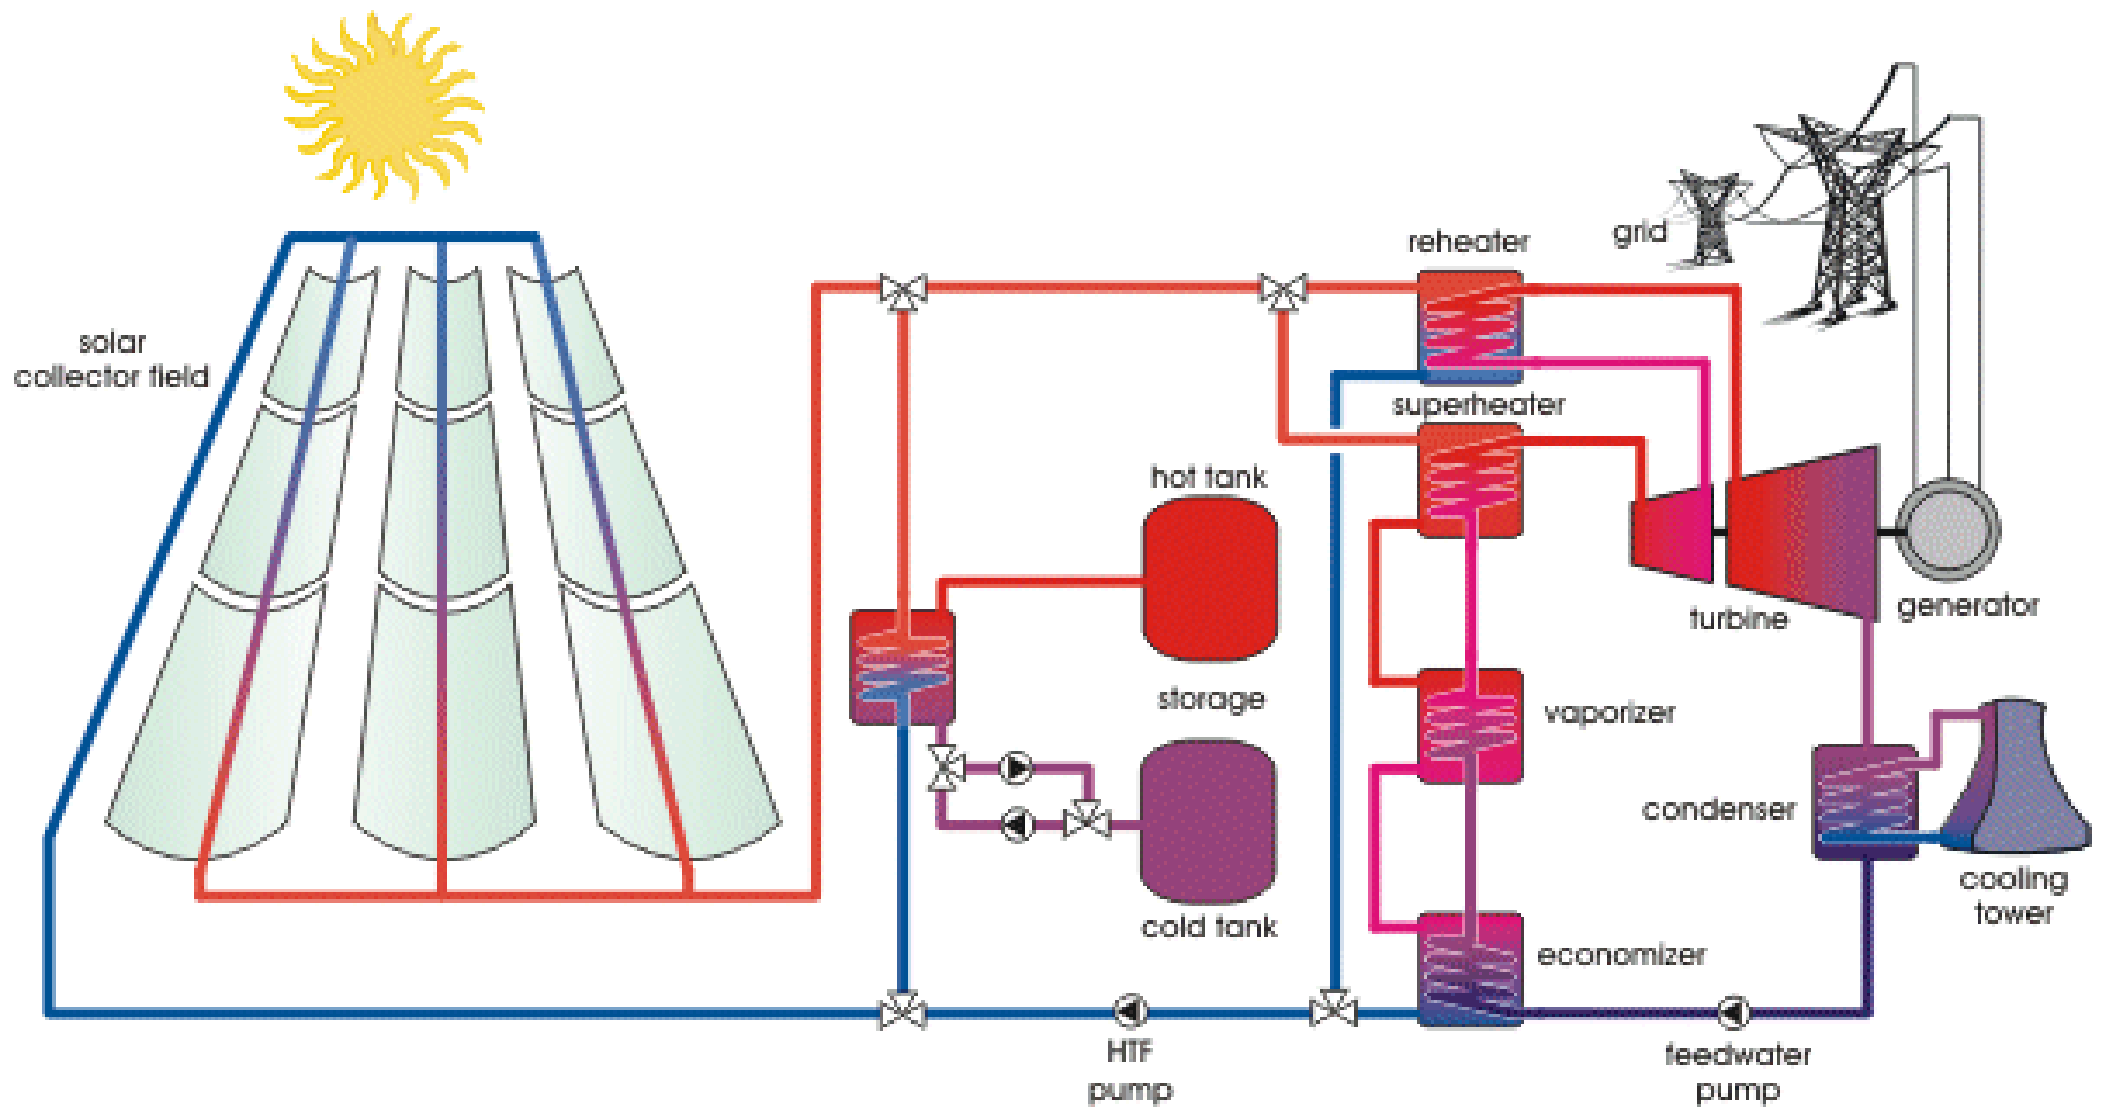 solar
collector field
reheater
grid
superheater
hot tank
storage
cold tank
turbine
generator
vaporizer
condenser
cooling
tower
economizer
HTF
pump
feedwater
pump